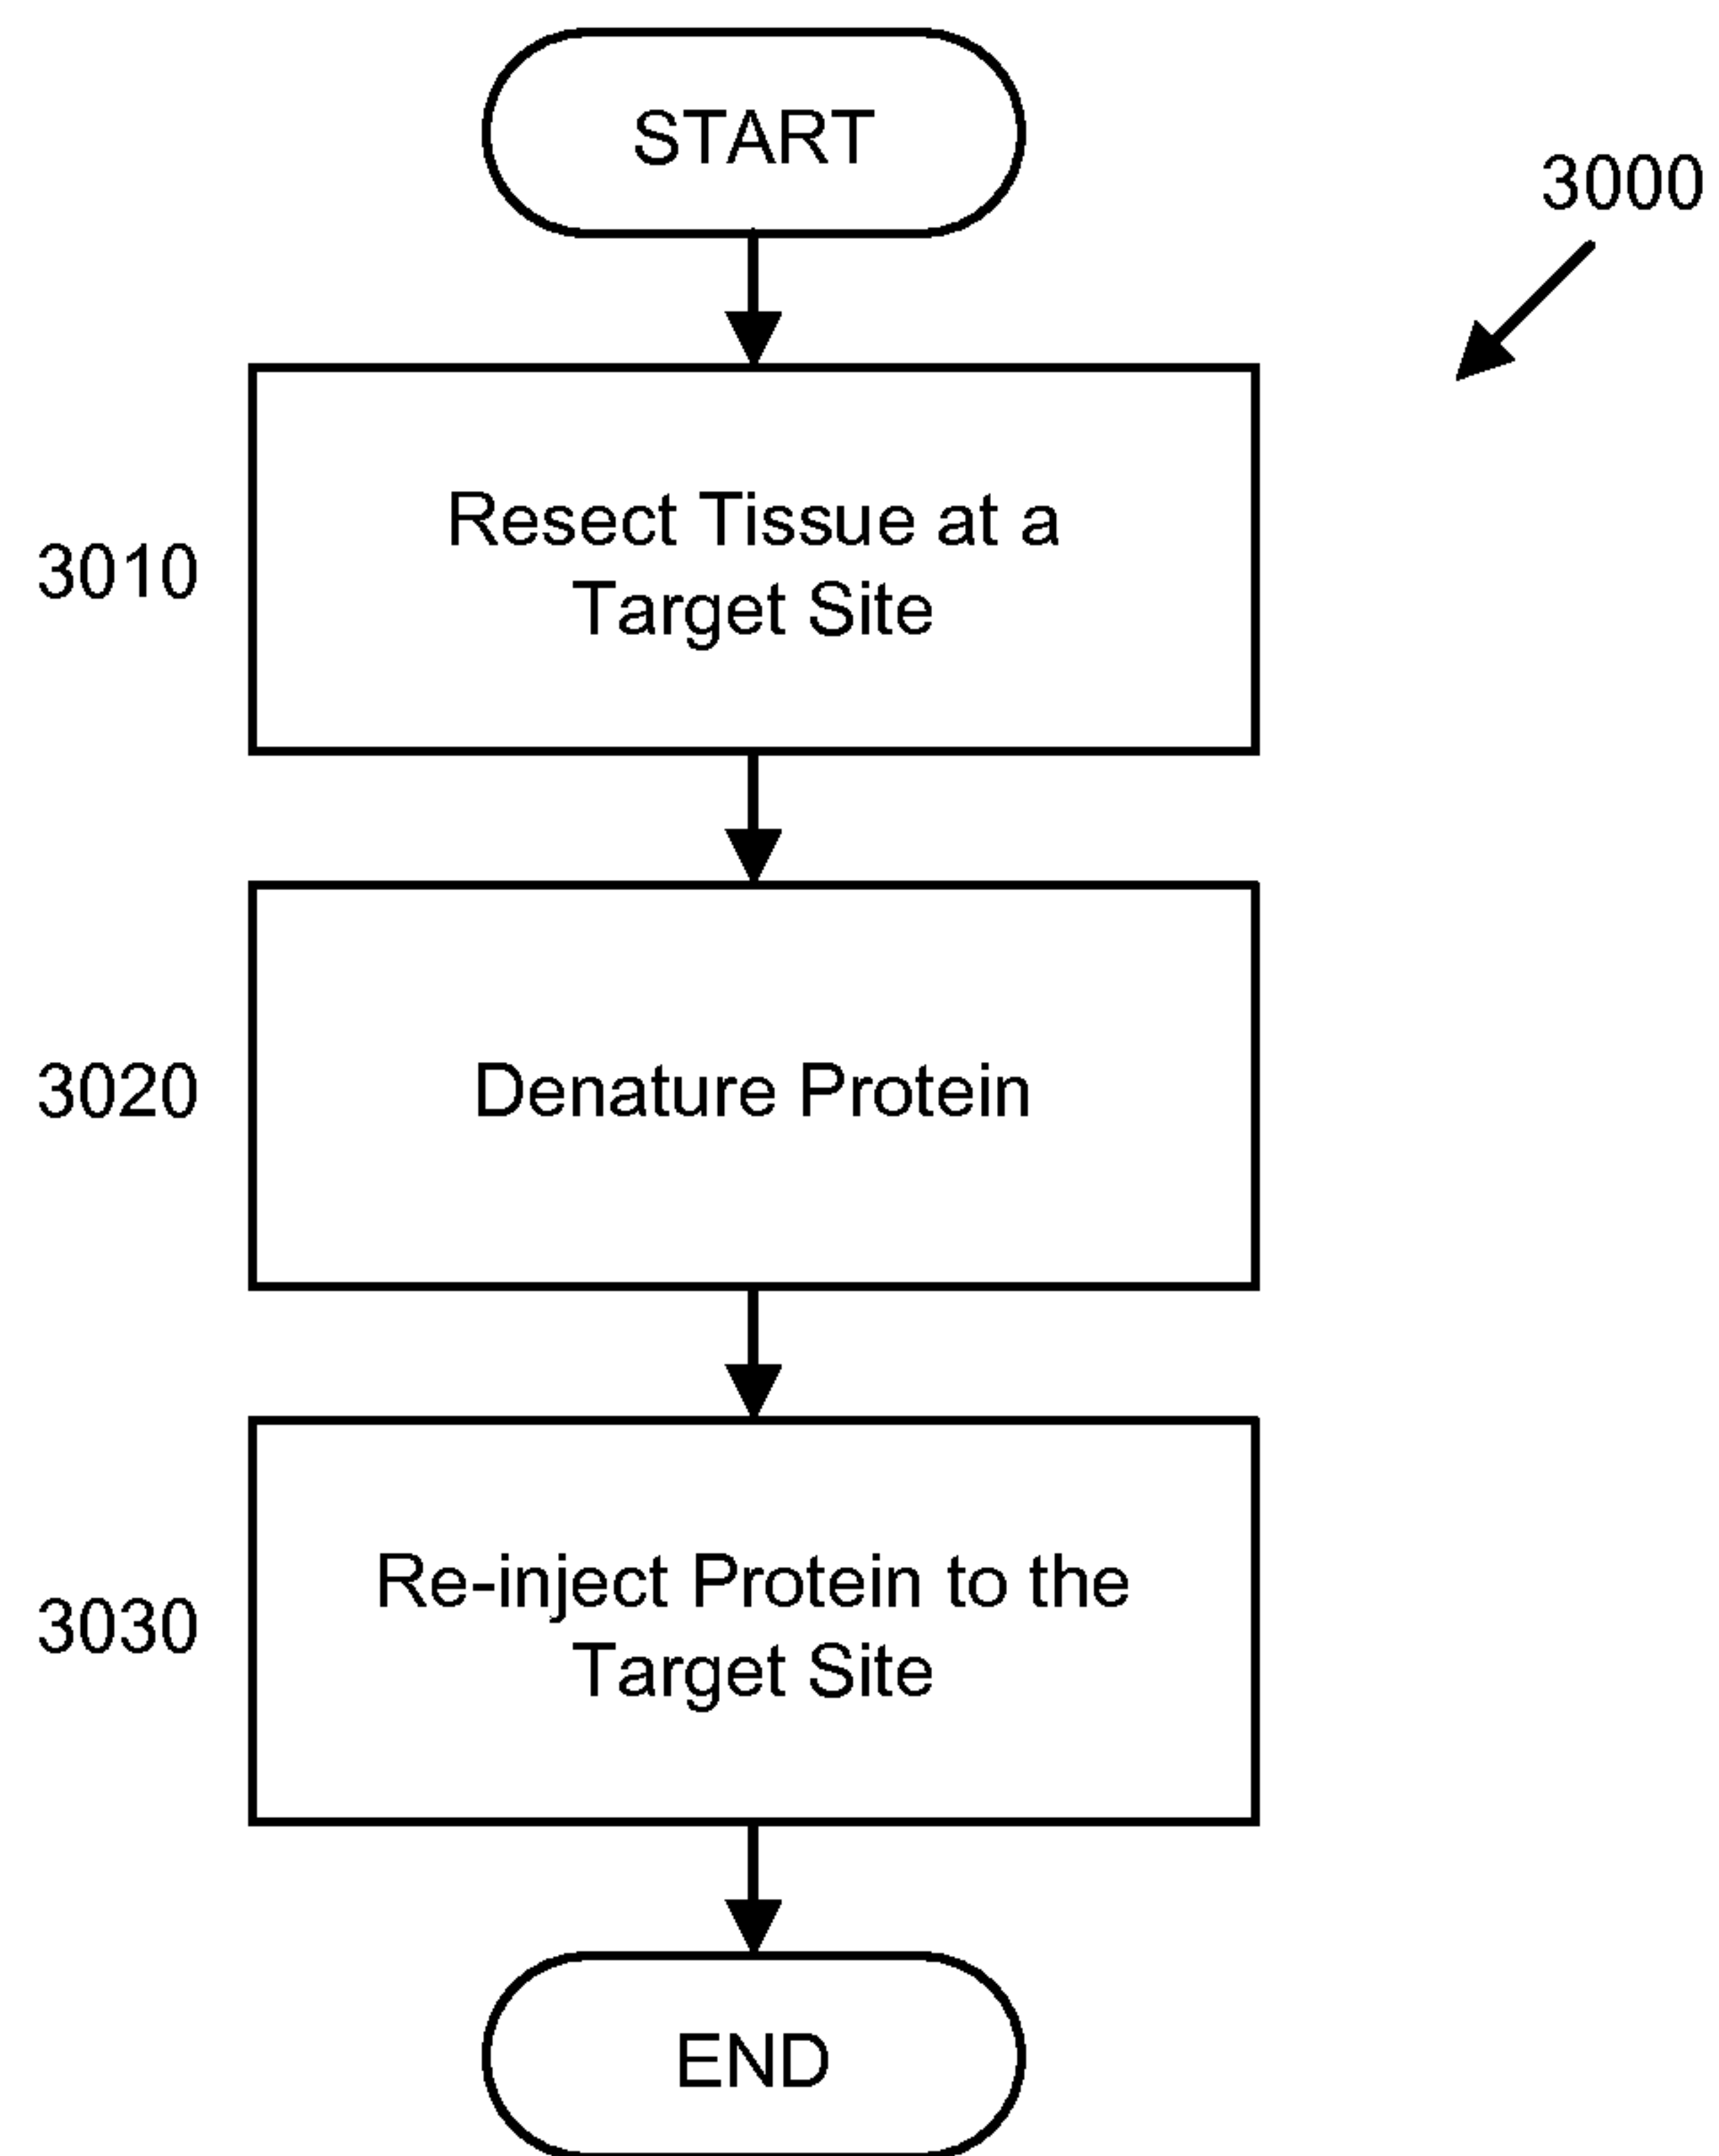 START
3000
3010
Resect Tissue at a
Target Site
3020
Denature Protein
3030
Re-inject Protein to the
Target Site
END